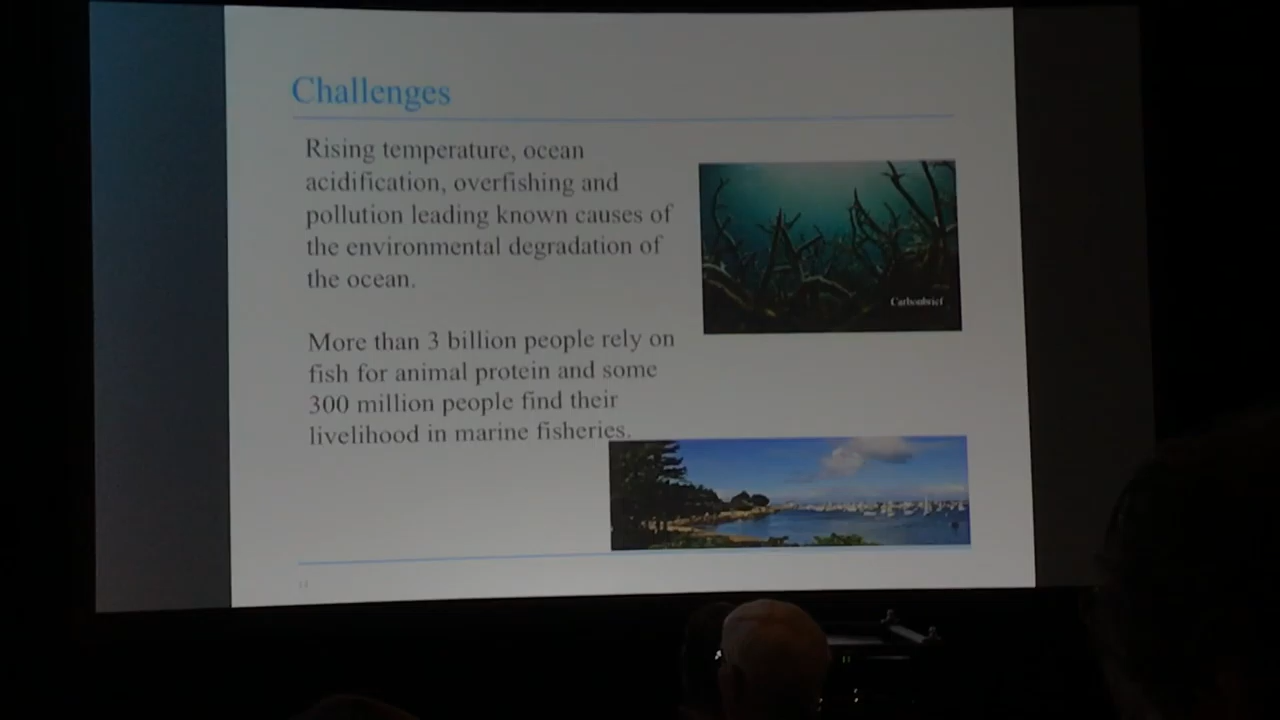 Challenges
Rising temperature, ocean
acidification, overfishing and
pollution leading known causes of
the environmental degradation of
the ocean.
Carbonbrief
More than 3 billion people rely on
fish for animal protein and some
300 million people find their
livelihood in marine fisheries.